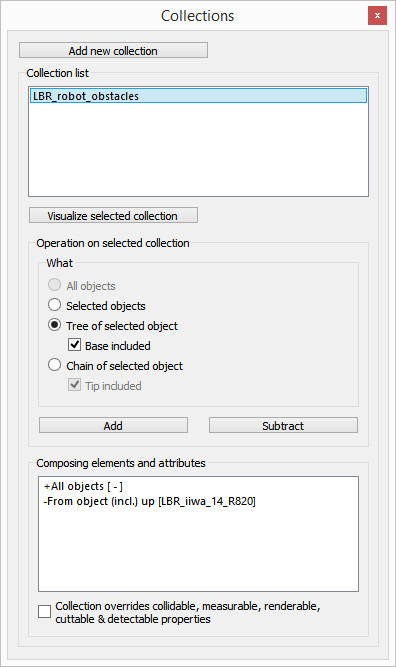 Collections
x
Add new collection
Collection list
LBR_robot_obstacles
Visualize selected collection
Operation on selected collection
What
All objects
Selected objects
Tree of selected object
Base included
Chain of selected object
Tip included
Add
Subtract
Composing elements and attributes
+All objects [ - ]
-From object (incl.) up [LBR_iiwa_14_R820]
Collection overrides collidable, measurable, renderable,
cuttable & detectable properties